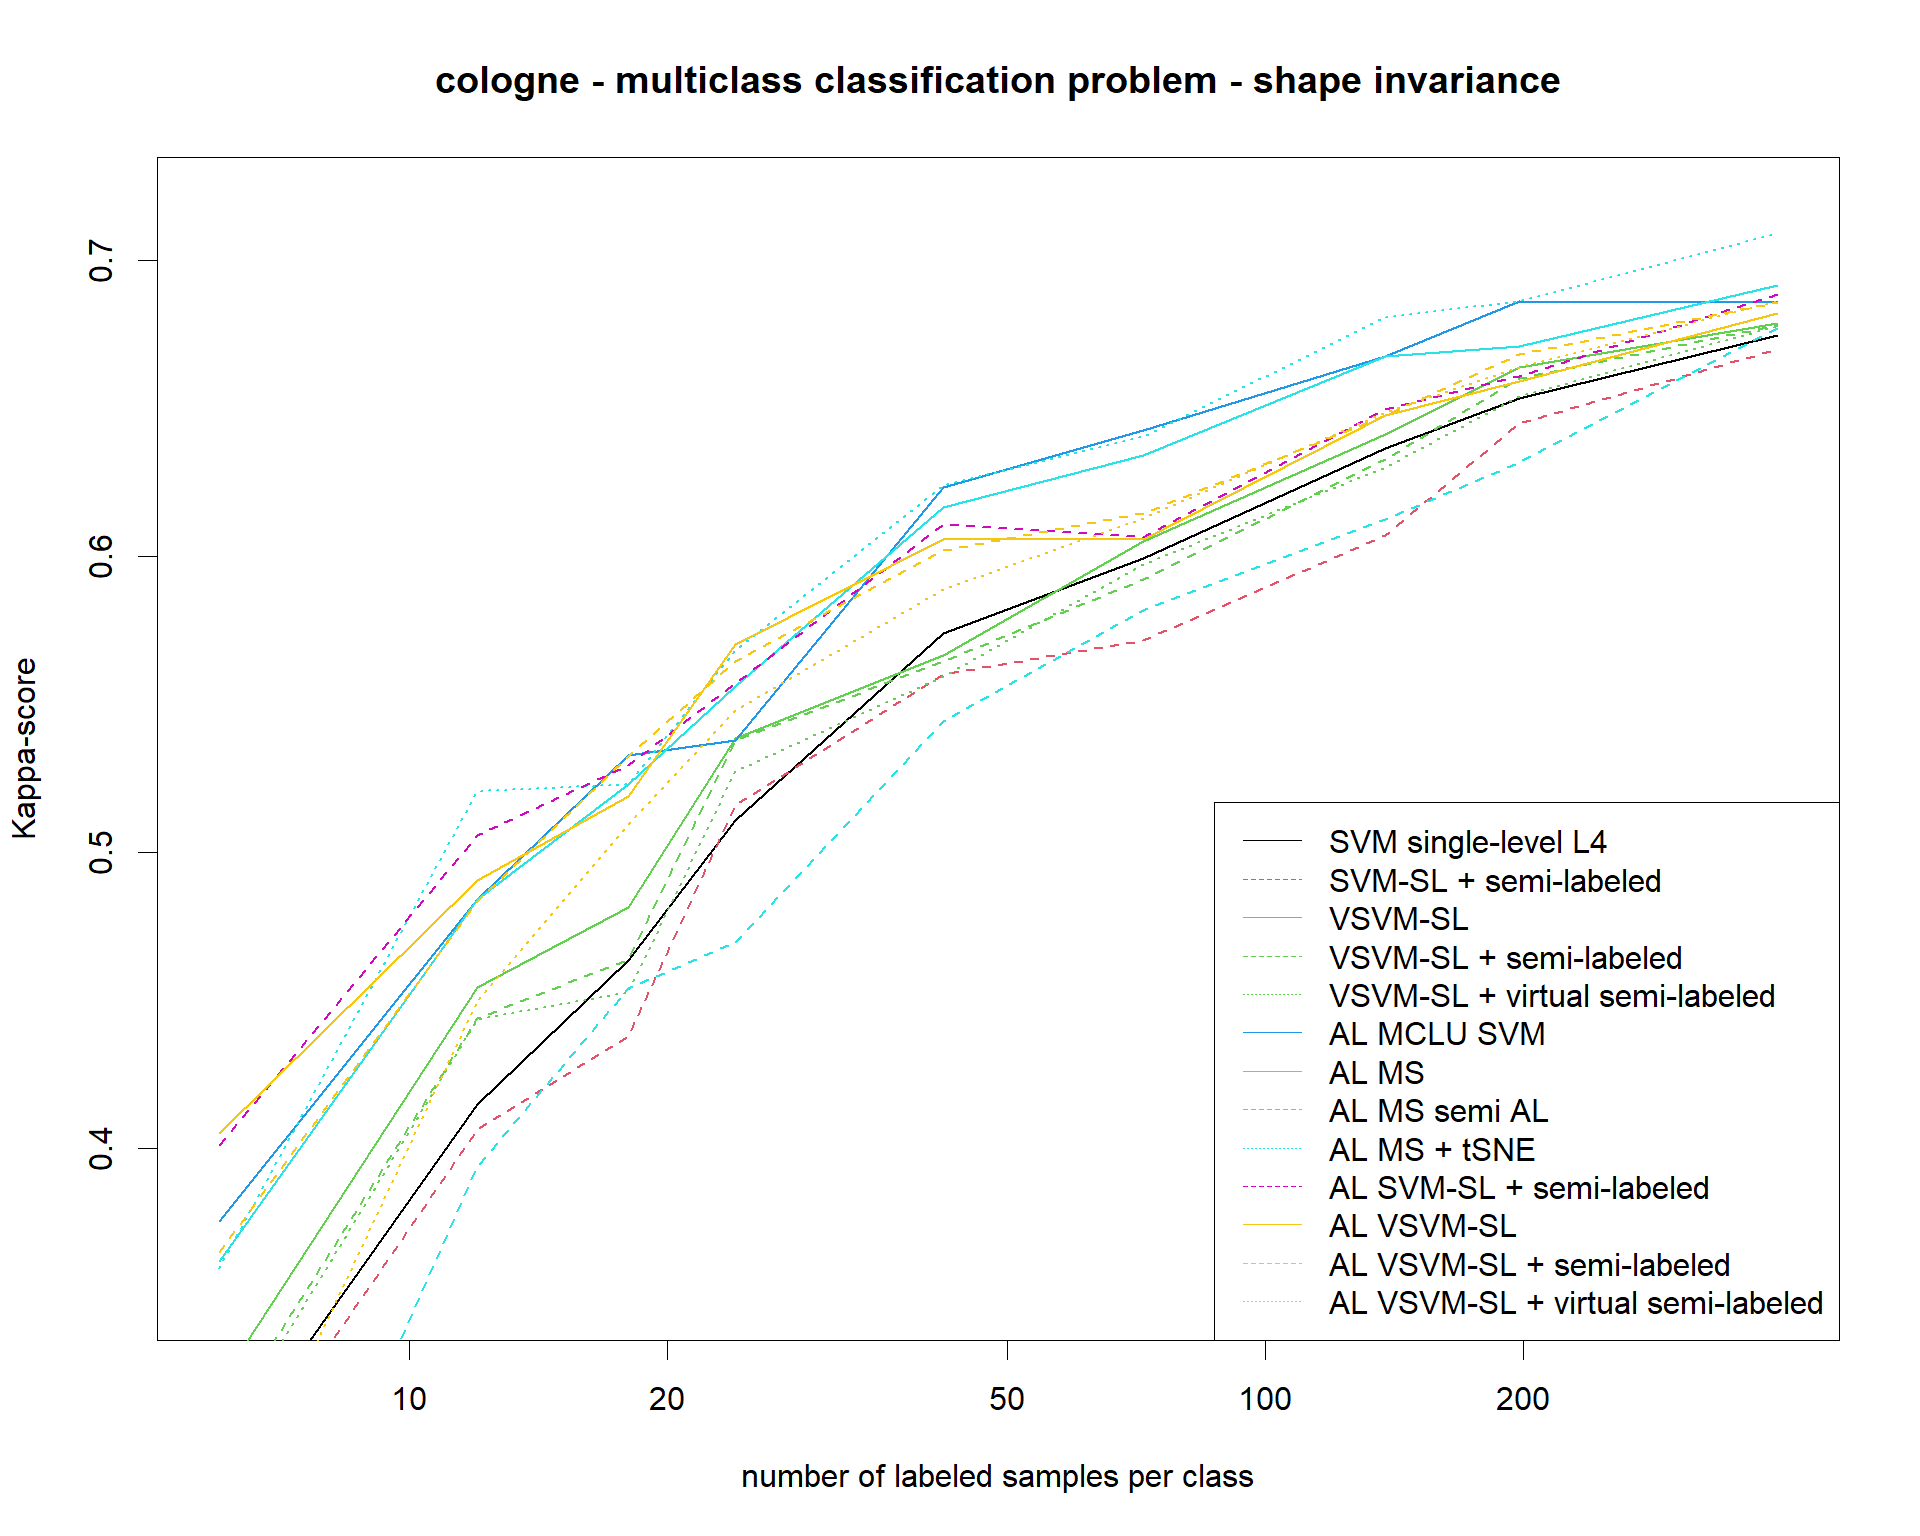 cologne - multiclass classification problem - shape invariance
Kappa-score
0.7
0.6
0.5
0.4
SVM single-level L4
SVM-SL + semi-labeled
VSVM-SL
VSVM-SL + semi-labeled
VSVM-SL + virtual semi-labeled
AL MCLU SVM
AL MS
AL MS semi AL
AL MS + tSNE
AL SVM-SL + semi-labeled
AL VSVM-SL
AL VSVM-SL + semi-labeled
AL VSVM-SL + virtual semi-labeled
10 20 50 100 200
number of labeled samples per class